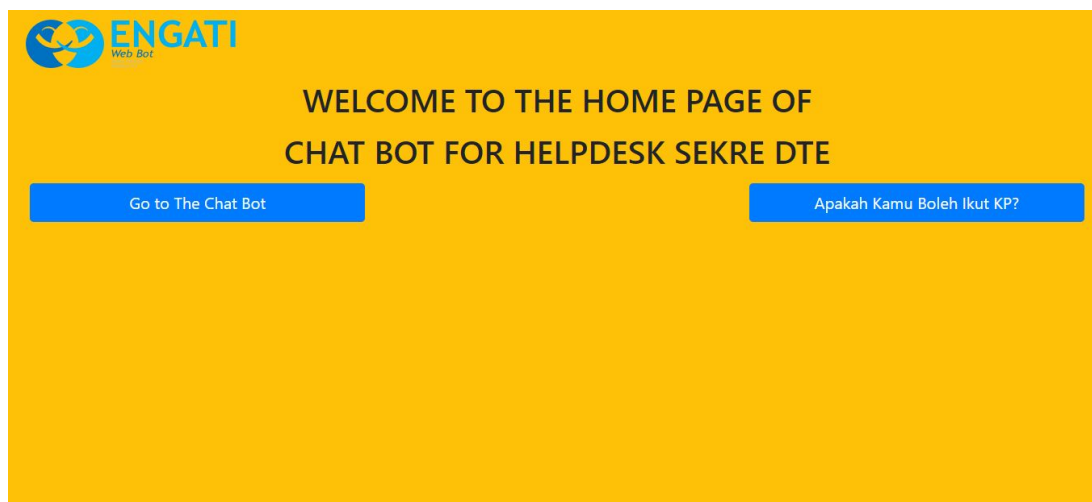 ENGATI
Web Bot
WELCOME TO THE HOME PAGE OF
CHAT BOT FOR HELPDESK SEKRE DTE
Go to The Chat Bot
Apakah Kamu Boleh Ikut KP?